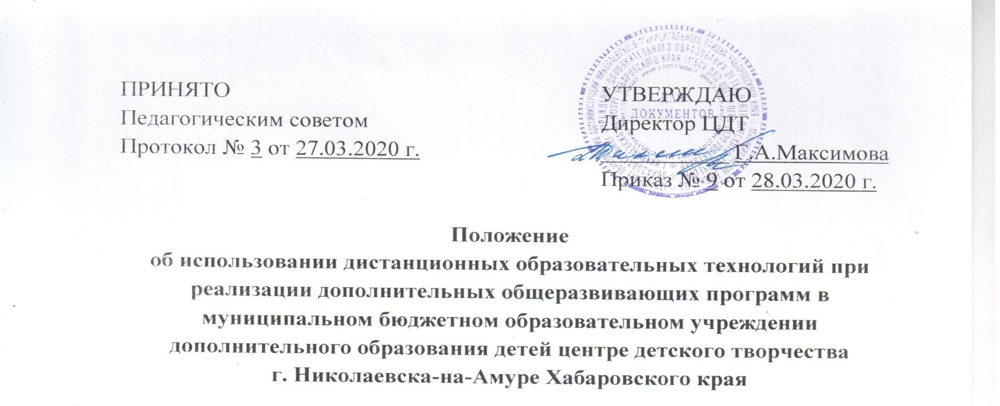 ПРИНЯТО
Педагогическим советом
Протокол № 3 от 27.03.2020 г.
УТВЕРЖДАЮ
Директор ЦДТ
Г.А.Максимова
Приказ № 9 от 28.03.2020 г.
ДЛЯ
ДОКУМЕНТОВ
Положение
об использовании дистанционных образовательных технологий при
реализации дополнительных общеразвивающих программ в
муниципальном бюджетном образовательном учреждении
дополнительного образования детей центре детского творчества
г. Николаевска-на-Амуре Хабаровского края